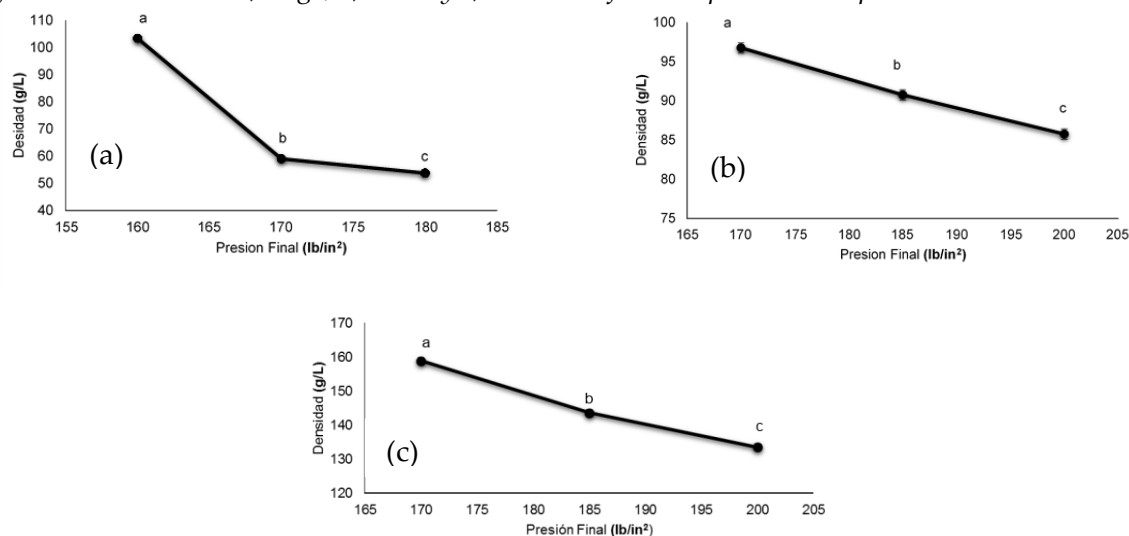 110
100
90
80
70
60
50
40
Desidad (g/L)
a
b
c
(a)
155 160 165 170 175 180 185
Presion Final (lb/in²)
100
95
90
85
80
75
Densidad (g/L)
a
b
c
(b)
165 170 175 180 185 190 195 200 205
Presion Final (lb/in²)
170
160
150
140
130
120
Densidad (g/L)
a
b
c
(c)
165 170 175 180 185 190 195 200 205
Presión Final (lb/in²)